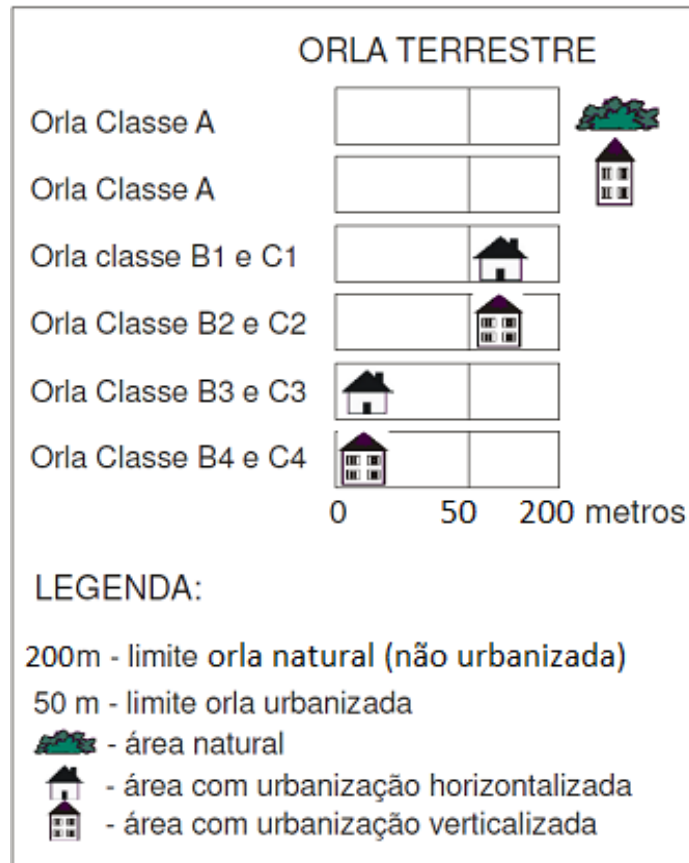 ORLA TERRESTRE
Orla Classe A
Orla Classe A
Orla classe B1 e C1
Orla Classe B2 e C2
Orla Classe B3 e C3
Orla Classe B4 e C4
0 50 200 metros
LEGENDA:
200m - limite orla natural (não urbanizada)
50 m - limite orla urbanizada
- área natural
- área com urbanização horizontalizada
- área com urbanização verticalizada